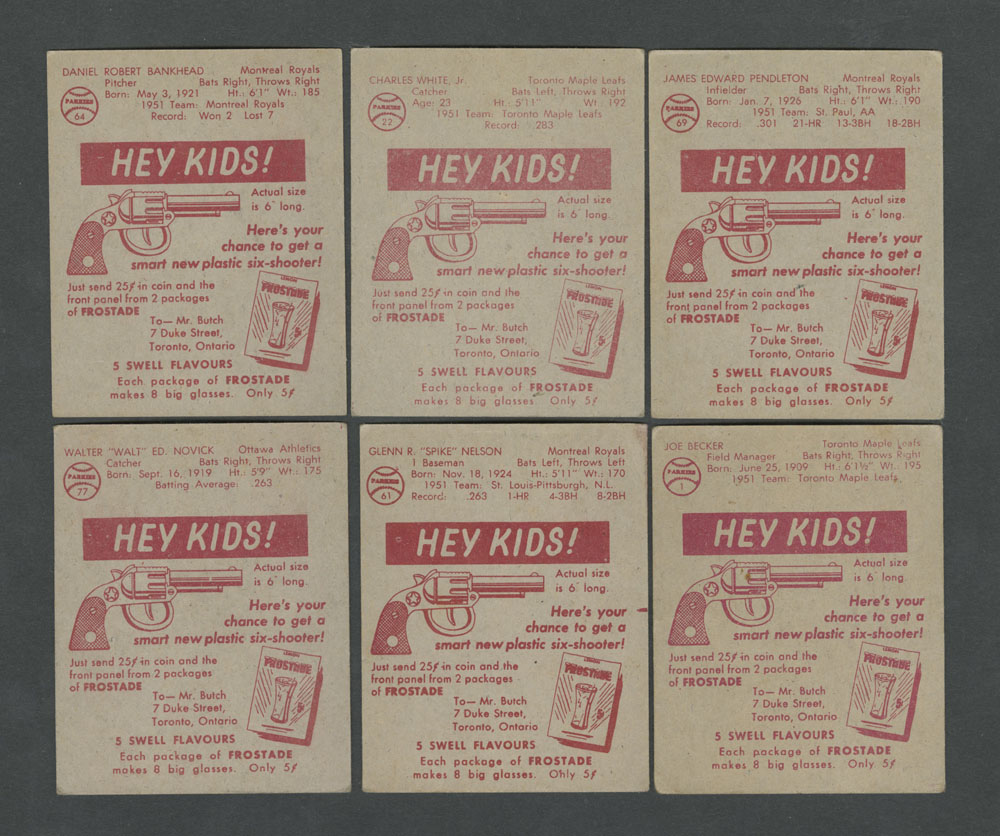 DANIEL ROBERT BANKHEAD Montreal Royals
Pitcher Bats Right, Throws Right
Born: May 3, 1921 Ht.: 6'1" Wt.: 185
1951 Team: Montreal Royals
Record: Won 2 Lost 7
PARKIES
64
HEY KIDS!
Actual size
is 6" long.
Here's your
chance to get a
smart new plastic six-shooter!
Just send 25¢ in coin and the
front panel from 2 packages
of FROSTADE
To— Mr. Butch
7 Duke Street,
Toronto, Ontario
FROSTADE
5¢
5 SWELL FLAVOURS
Each package of FROSTADE
makes 8 big glasses. Only 5¢
CHARLES WHITE, Jr. Toronto Maple Leafs
Catcher Bats Left, Throws Right
Age: 23 Ht.: 5'11" Wt.: 192
1951 Team: Toronto Maple Leafs
Record: .283
PARKIES
22
HEY KIDS!
Actual size
is 6" long.
Here's your
chance to get a
smart new plastic six-shooter!
Just send 25¢ in coin and the
front panel from 2 packages
of FROSTADE
To— Mr. Butch
7 Duke Street,
Toronto, Ontario
FROSTADE
5¢
5 SWELL FLAVOURS
Each package of FROSTADE
makes 8 big glasses. Only 5¢
JAMES EDWARD PENDLETON Montreal Royals
Infielder Bats Right, Throws Right
Born: Jan. 7, 1926 Ht.: 6'1" Wt.: 190
1951 Team: St. Paul, AA
Record: .301 21-HR 13-3BH 18-2BH
PARKIES
69
HEY KIDS!
Actual size
is 6" long.
Here's your
chance to get a
smart new plastic six-shooter!
Just send 25¢ in coin and the
front panel from 2 packages
of FROSTADE
To— Mr. Butch
7 Duke Street,
Toronto, Ontario
FROSTADE
5¢
5 SWELL FLAVOURS
Each package of FROSTADE
makes 8 big glasses. Only 5¢
WALTER "WALT" ED. NOVICK Ottawa Athletics
Catcher Bats Right, Throws Right
Born: Sept. 16, 1919 Ht.: 5'9" Wt.: 175
Batting Average: .263
PARKIES
77
HEY KIDS!
Actual size
is 6" long.
Here's your
chance to get a
smart new plastic six-shooter!
Just send 25¢ in coin and the
front panel from 2 packages
of FROSTADE
To— Mr. Butch
7 Duke Street,
Toronto, Ontario
FROSTADE
5¢
5 SWELL FLAVOURS
Each package of FROSTADE
makes 8 big glasses. Only 5¢
GLENN R. "SPIKE" NELSON Montreal Royals
1 Baseman Bats Left, Throws Left
Born: Nov. 18, 1924 Ht.: 5'11" Wt.: 170
1951 Team: St. Louis-Pittsburgh, N.L.
Record: .263 1-HR 4-3BH 8-2BH
PARKIES
61
HEY KIDS!
Actual size
is 6" long.
Here's your
chance to get a
smart new plastic six-shooter!
Just send 25¢ in coin and the
front panel from 2 packages
of FROSTADE
To— Mr. Butch
7 Duke Street,
Toronto, Ontario
FROSTADE
5¢
5 SWELL FLAVOURS
Each package of FROSTADE
makes 8 big glasses. Only 5¢
JOE BECKER Toronto Maple Leafs
Field Manager Bats Right, Throws Right
Born: June 25, 1909 Ht.: 6'1½" Wt.: 195
1951 Team: Toronto Maple Leafs
PARKIES
1
HEY KIDS!
Actual size
is 6" long.
Here's your
chance to get a
smart new plastic six-shooter!
Just send 25¢ in coin and the
front panel from 2 packages
of FROSTADE
To— Mr. Butch
7 Duke Street,
Toronto, Ontario
FROSTADE
5¢
5 SWELL FLAVOURS
Each package of FROSTADE
makes 8 big glasses. Only 5¢